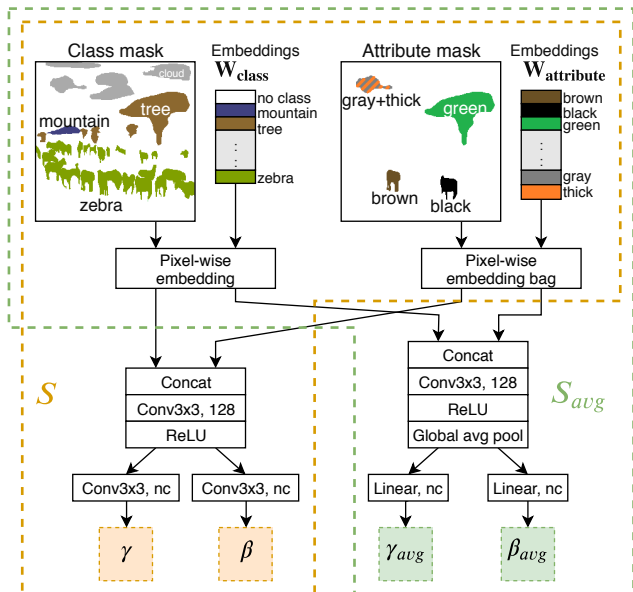 Class mask
Embeddings
W_class
cloud
tree
mountain
zebra
no class
mountain
tree
⋮
zebra
Attribute mask
Embeddings
W_attribute
gray+thick
green
brown
black
brown
black
green
⋮
gray
thick
Pixel-wise
embedding
Pixel-wise
embedding bag
S
Concat
Conv3x3, 128
ReLU
Conv3x3, nc
Conv3x3, nc
γ
β
S_avg
Concat
Conv3x3, 128
ReLU
Global avg pool
Linear, nc
Linear, nc
γ_avg
β_avg